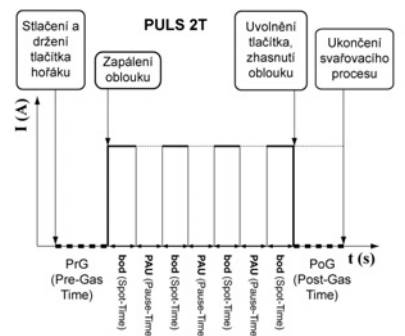 PULS 2T
Stlačení a
držení
tlačítka
hořáku
Zapálení
oblouku
Uvolnění
tlačítka,
zhasnutí
oblouku
Ukončení
svařovacího
procesu
I (A)
t (s)
PrG
(Pre-Gas
Time)
bod (Spot-Time)
PAU (Pause-Time)
bod (Spot-Time)
PAU (Pause-Time)
bod (Spot-Time)
PAU (Pause-Time)
bod (Spot-Time)
PoG
(Post-Gas
Time)